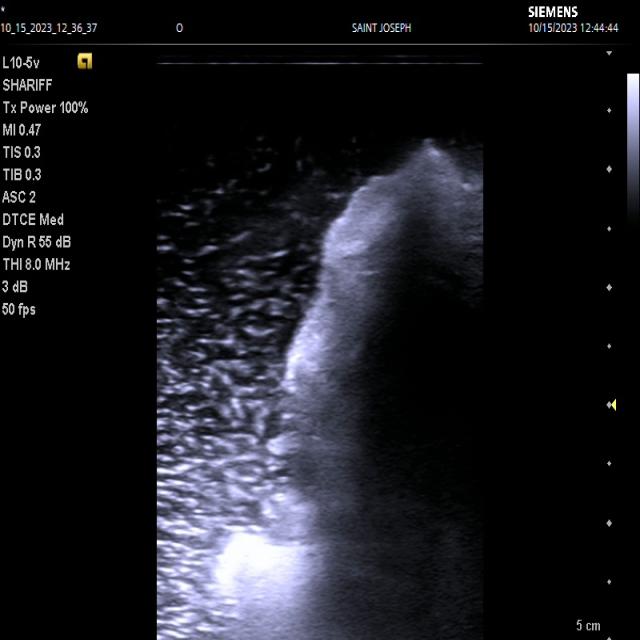 *
SIEMENS
10_15_2023_12_36_37 O SAINT JOSEPH 10/15/2023 12:44:44
L10-5v
SHARIFF
Tx Power 100%
MI 0.47
TIS 0.3
TIB 0.3
ASC 2
DTCE Med
Dyn R 55 dB
THI 8.0 MHz
3 dB
50 fps
5 cm